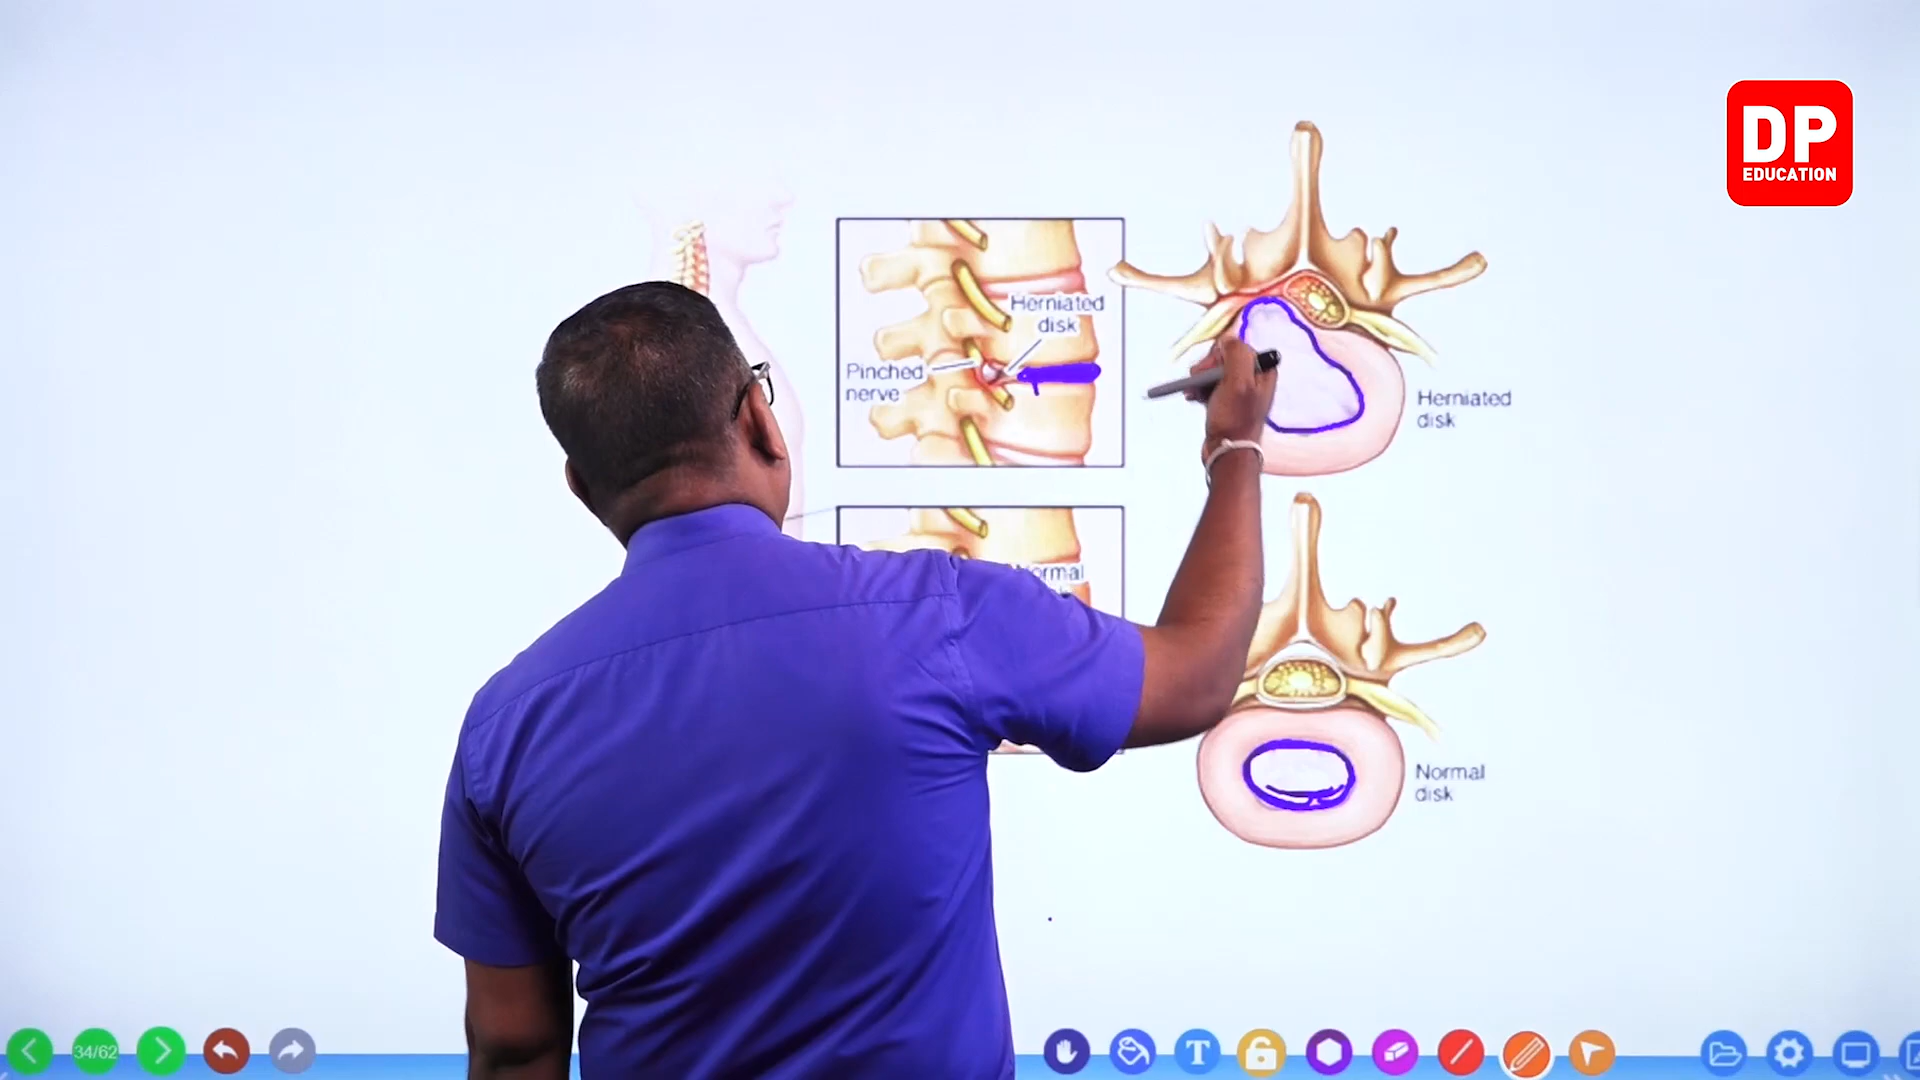 DP
EDUCATION
Herniated
disk
Pinched
nerve
Herniated
disk
Normal
disk
34/62
T